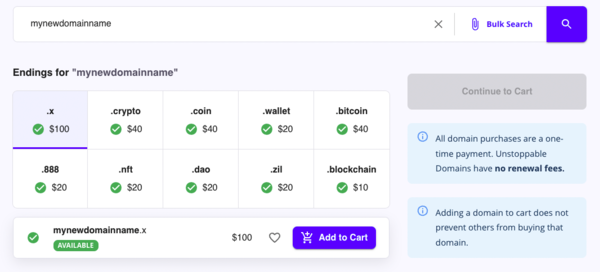 mynewdomainname
Bulk Search
Endings for "mynewdomainname"
.x
$100
.crypto
$40
.coin
$40
.wallet
$20
.bitcoin
$40
.888
$20
.nft
$20
.dao
$20
.zil
$20
.blockchain
$10
mynewdomainname.x
AVAILABLE
$100
Add to Cart
Continue to Cart
All domain purchases are a one-
time payment. Unstoppable
Domains have no renewal fees.
Adding a domain to cart does not
prevent others from buying that
domain.